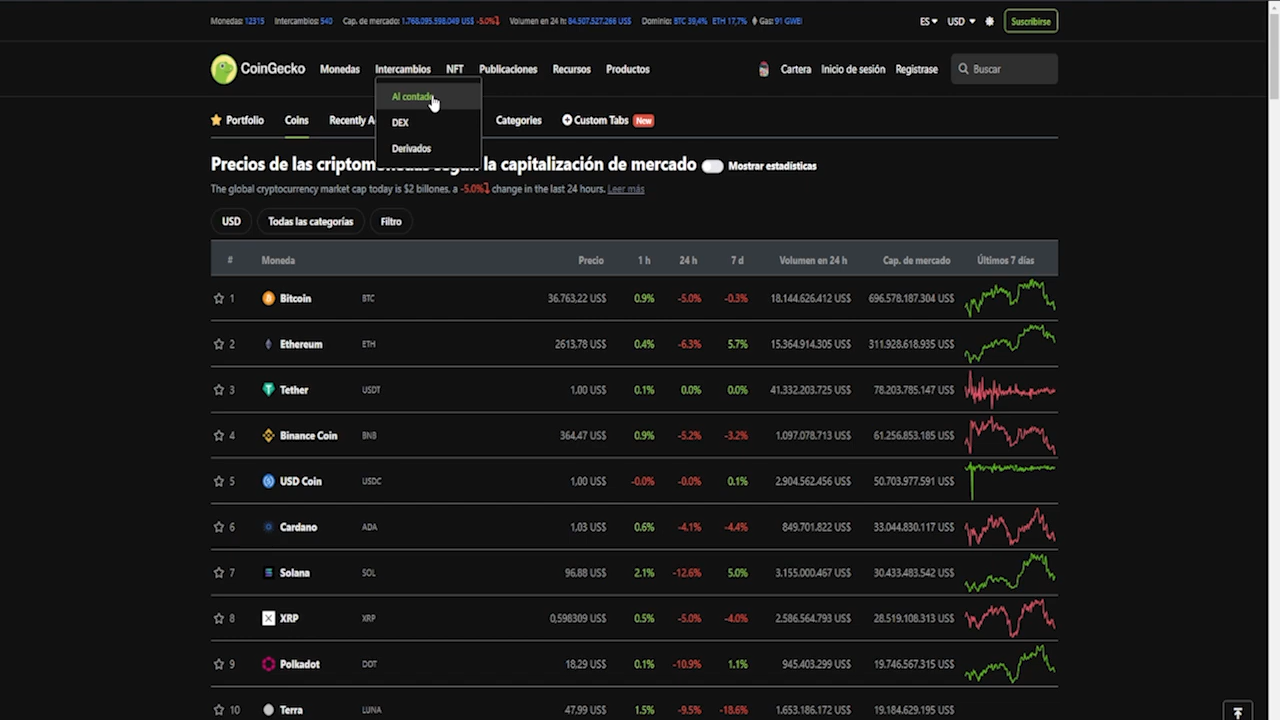 Monedas: 12315 Intercambios: 540 Cap. de mercado: 1.768.095.598.049 US$ -5.0% Volumen en 24 h: 84.507.527.266 US$ Dominio: BTC 39,4% ETH 17,7% Gas: 91 GWEI ES USD Suscribirse
CoinGecko Monedas Intercambios NFT Publicaciones Recursos Productos Cartera Inicio de sesión Regístrase Buscar
Al contado
Portfolio Coins Recently A Categories Custom Tabs New
DEX
Derivados
Precios de las criptomonedas según la capitalización de mercado Mostrar estadísticas
The global cryptocurrency market cap today is $2 billones, a -5.0% change in the last 24 hours. Leer más
USD Todas las categorías Filtro
# Moneda Precio 1 h 24 h 7 d Volumen en 24 h Cap. de mercado Últimos 7 días
1 Bitcoin BTC 36.763,22 US$ 0.9% -5.0% -0.3% 18.144.626.412 US$ 696.578.187.304 US$
2 Ethereum ETH 2613.78 US$ 0.4% -6.3% 5.7% 15.364.914.305 US$ 311.928.618.935 US$
3 Tether USDT 1,00 US$ 0.1% 0.0% 0.0% 41.332.203.725 US$ 78.203.785.147 US$
4 Binance Coin BNB 364,47 US$ 0.9% -5.2% -3.2% 1.097.078.713 US$ 61.256.853.185 US$
5 USD Coin USDC 1,00 US$ -0.0% -0.0% 0.1% 2.904.562.456 US$ 50.703.977.591 US$
6 Cardano ADA 1,03 US$ 0.6% -4.1% -4.4% 849.701.822 US$ 33.044.830.117 US$
7 Solana SOL 96.88 US$ 2.1% -12.6% 5.0% 3.155.000.467 US$ 30.433.483.542 US$
8 XRP XRP 0,598309 US$ 0.5% -5.0% -4.0% 2.586.564.793 US$ 28.519.108.313 US$
9 Polkadot DOT 18.29 US$ 0.1% -10.9% 1.1% 945.403.299 US$ 19.746.567.315 US$
10 Terra LUNA 47.99 US$ 1.5% -9.5% -18.6% 1.653.186.172 US$ 19.184.629.195 US$